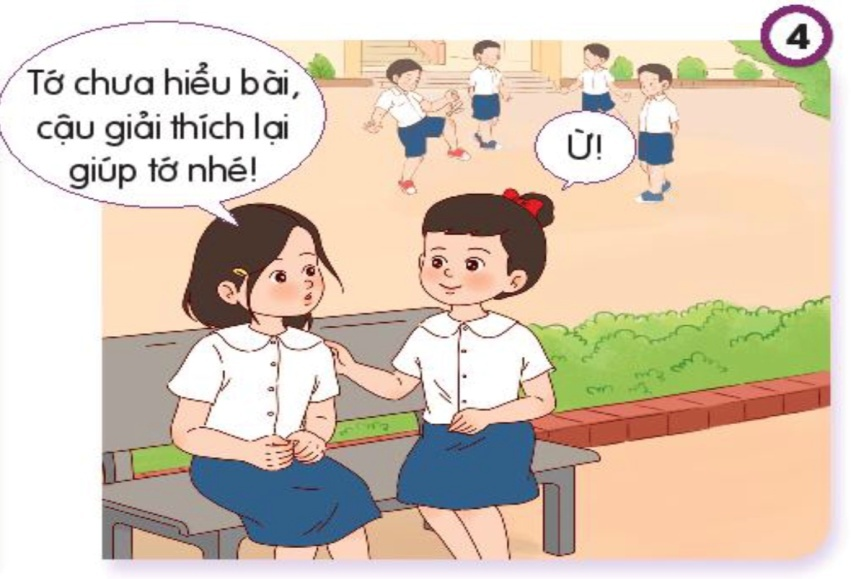 4
Tớ chưa hiểu bài,
cậu giải thích lại
giúp tớ nhé!
Ừ!